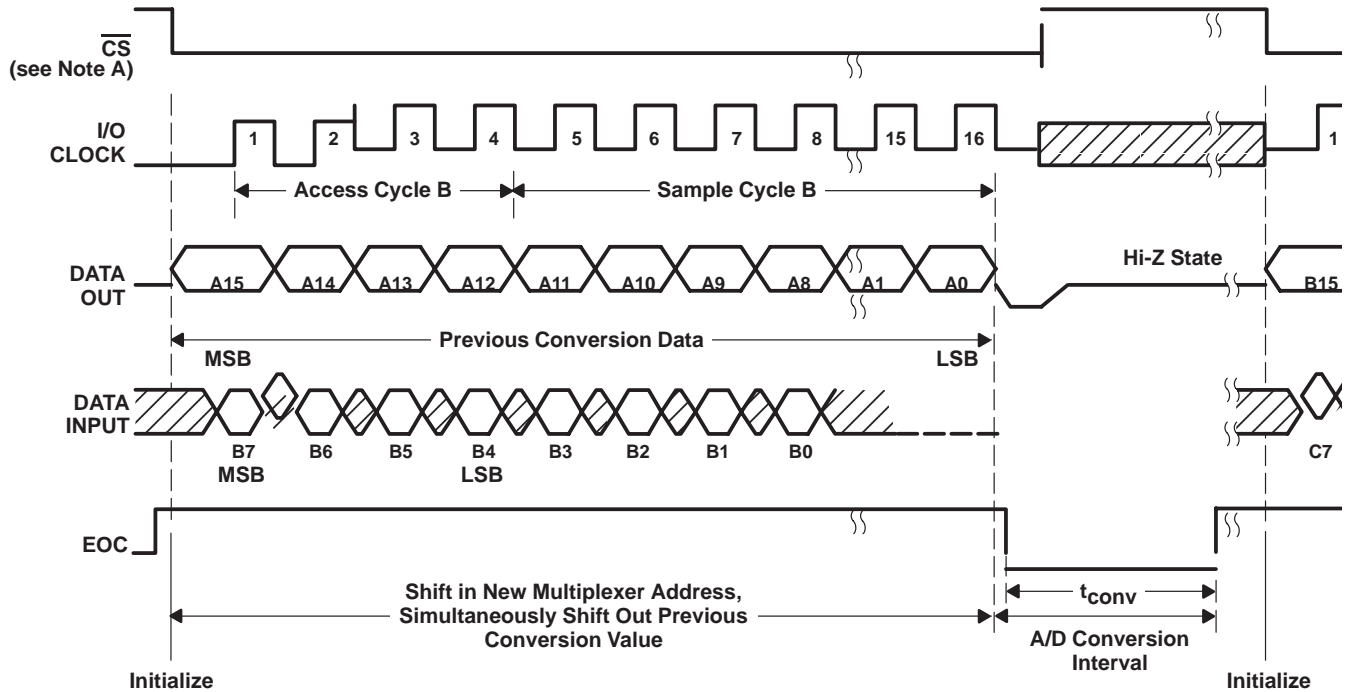 CS
(see Note A)
I/O
CLOCK
1 2 3 4 5 6 7 8 15 16 1
Access Cycle B Sample Cycle B
Hi-Z State
DATA
OUT
A15 A14 A13 A12 A11 A10 A9 A8 A1 A0 B15
Previous Conversion Data
MSB LSB
DATA
INPUT
B7 B6 B5 B4 B3 B2 B1 B0 C7
MSB LSB
EOC
Shift in New Multiplexer Address,
Simultaneously Shift Out Previous
Conversion Value
tconv
A/D Conversion
Interval
Initialize Initialize